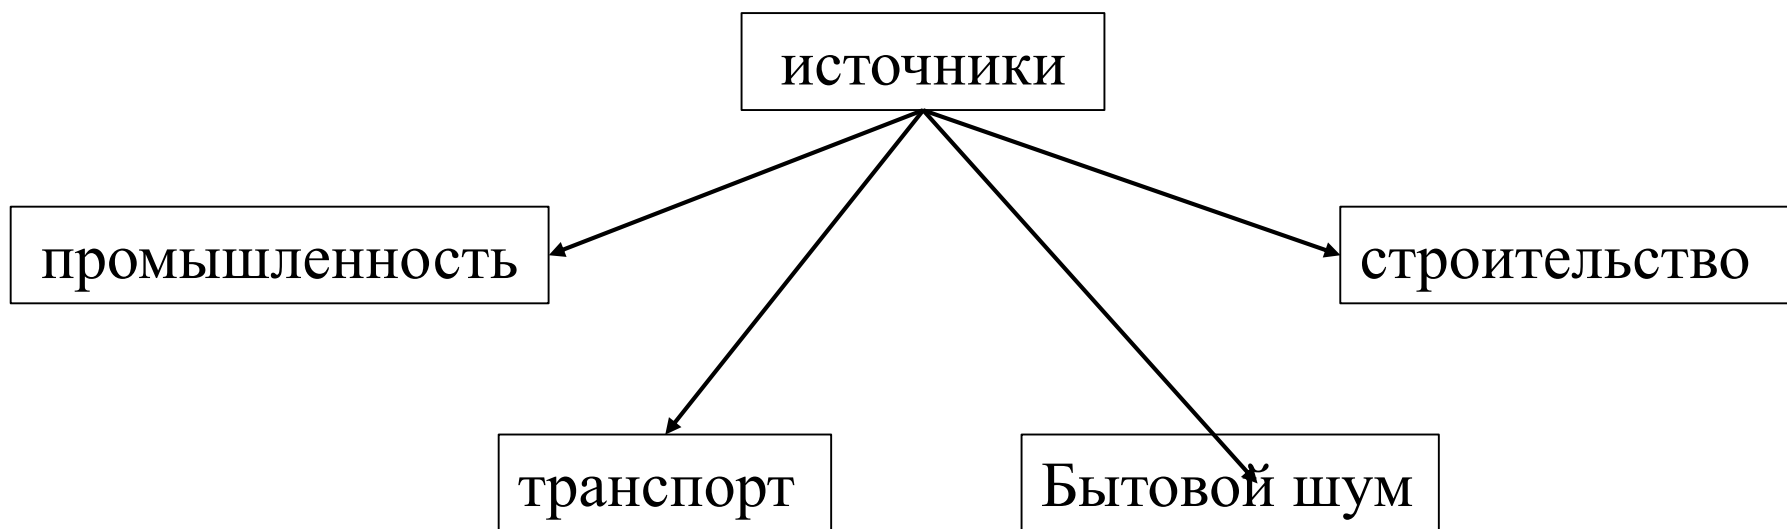 источники
промышленность
строительство
транспорт
Бытовой шум